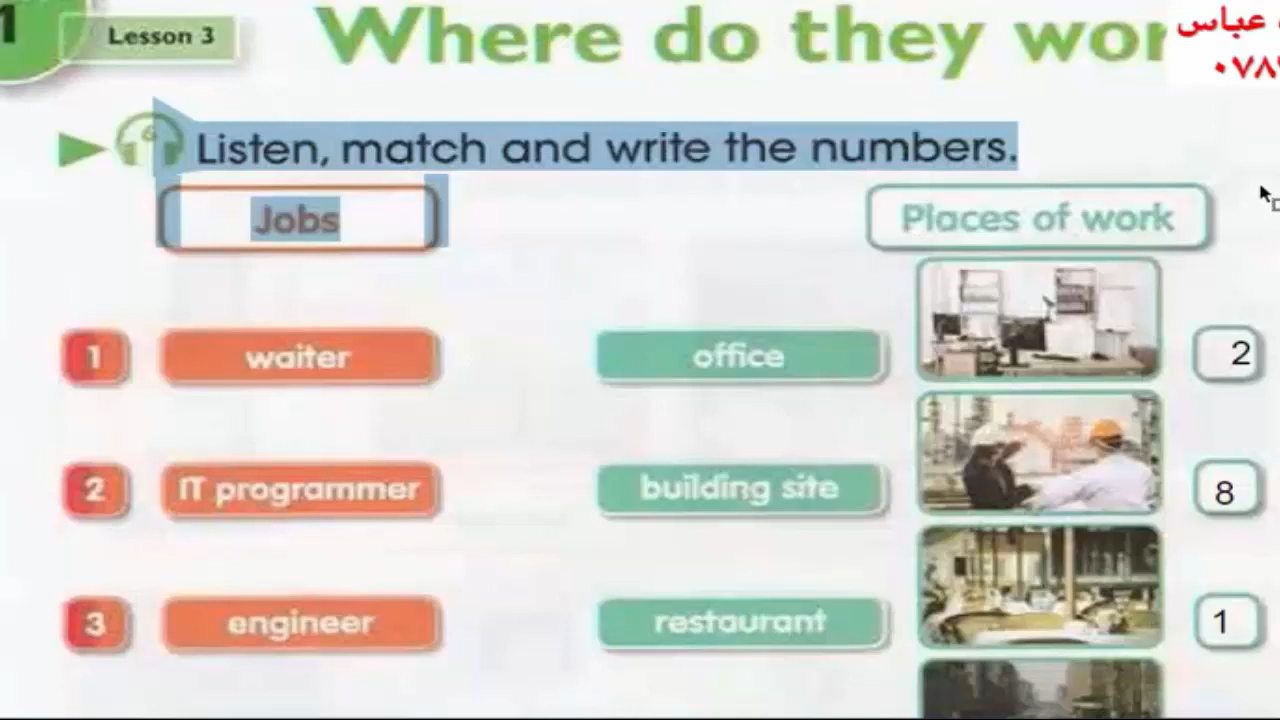 1
Lesson 3
Where do they wor
عباس
Listen, match and write the numbers.
Jobs
Places of work
1
waiter
office
2
2
IT programmer
building site
8
3
engineer
restaurant
1